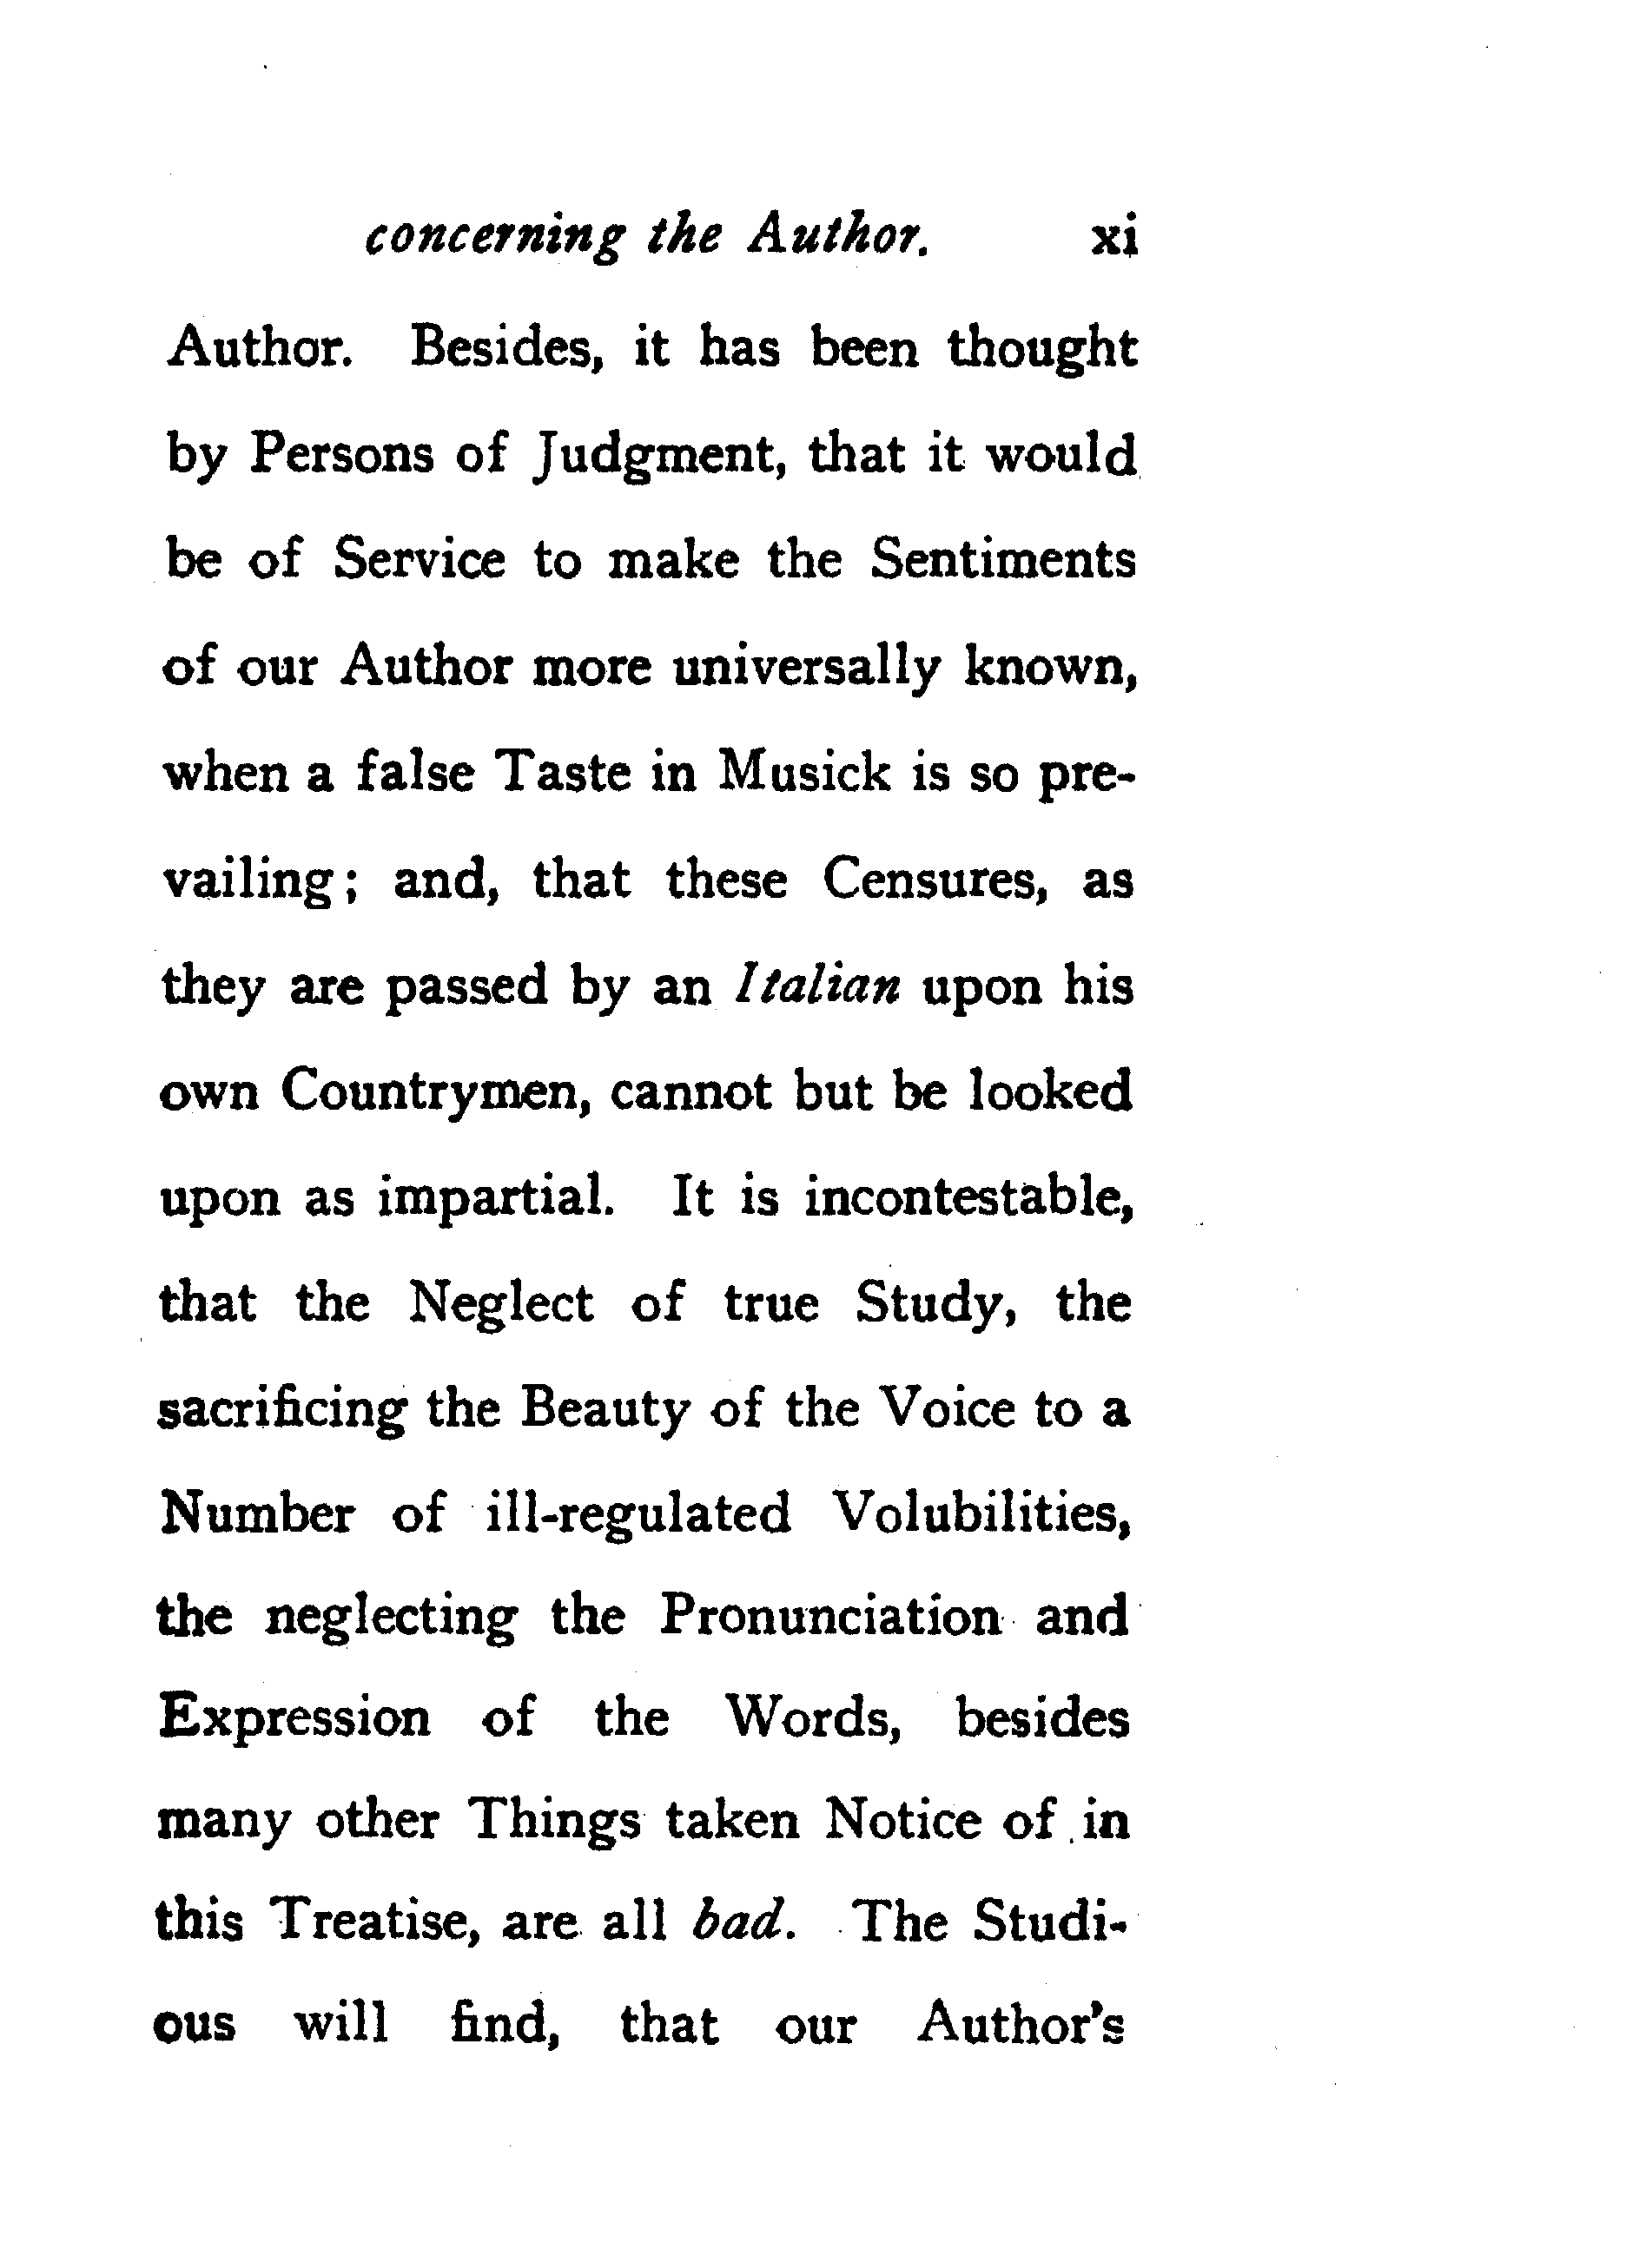 concerning the Author. xi
Author. Besides, it has been thought
by Persons of Judgment, that it would
be of Service to make the Sentiments
of our Author more universally known,
when a false Taste in Musick is so pre-
vailing; and, that these Censures, as
they are passed by an Italian upon his
own Countrymen, cannot but be looked
upon as impartial. It is incontestable,
that the Neglect of true Study, the
sacrificing the Beauty of the Voice to a
Number of ill-regulated Volubilities,
the neglecting the Pronunciation and
Expression of the Words, besides
many other Things taken Notice of in
this Treatise, are all bad. The Studi-
ous will find, that our Author's